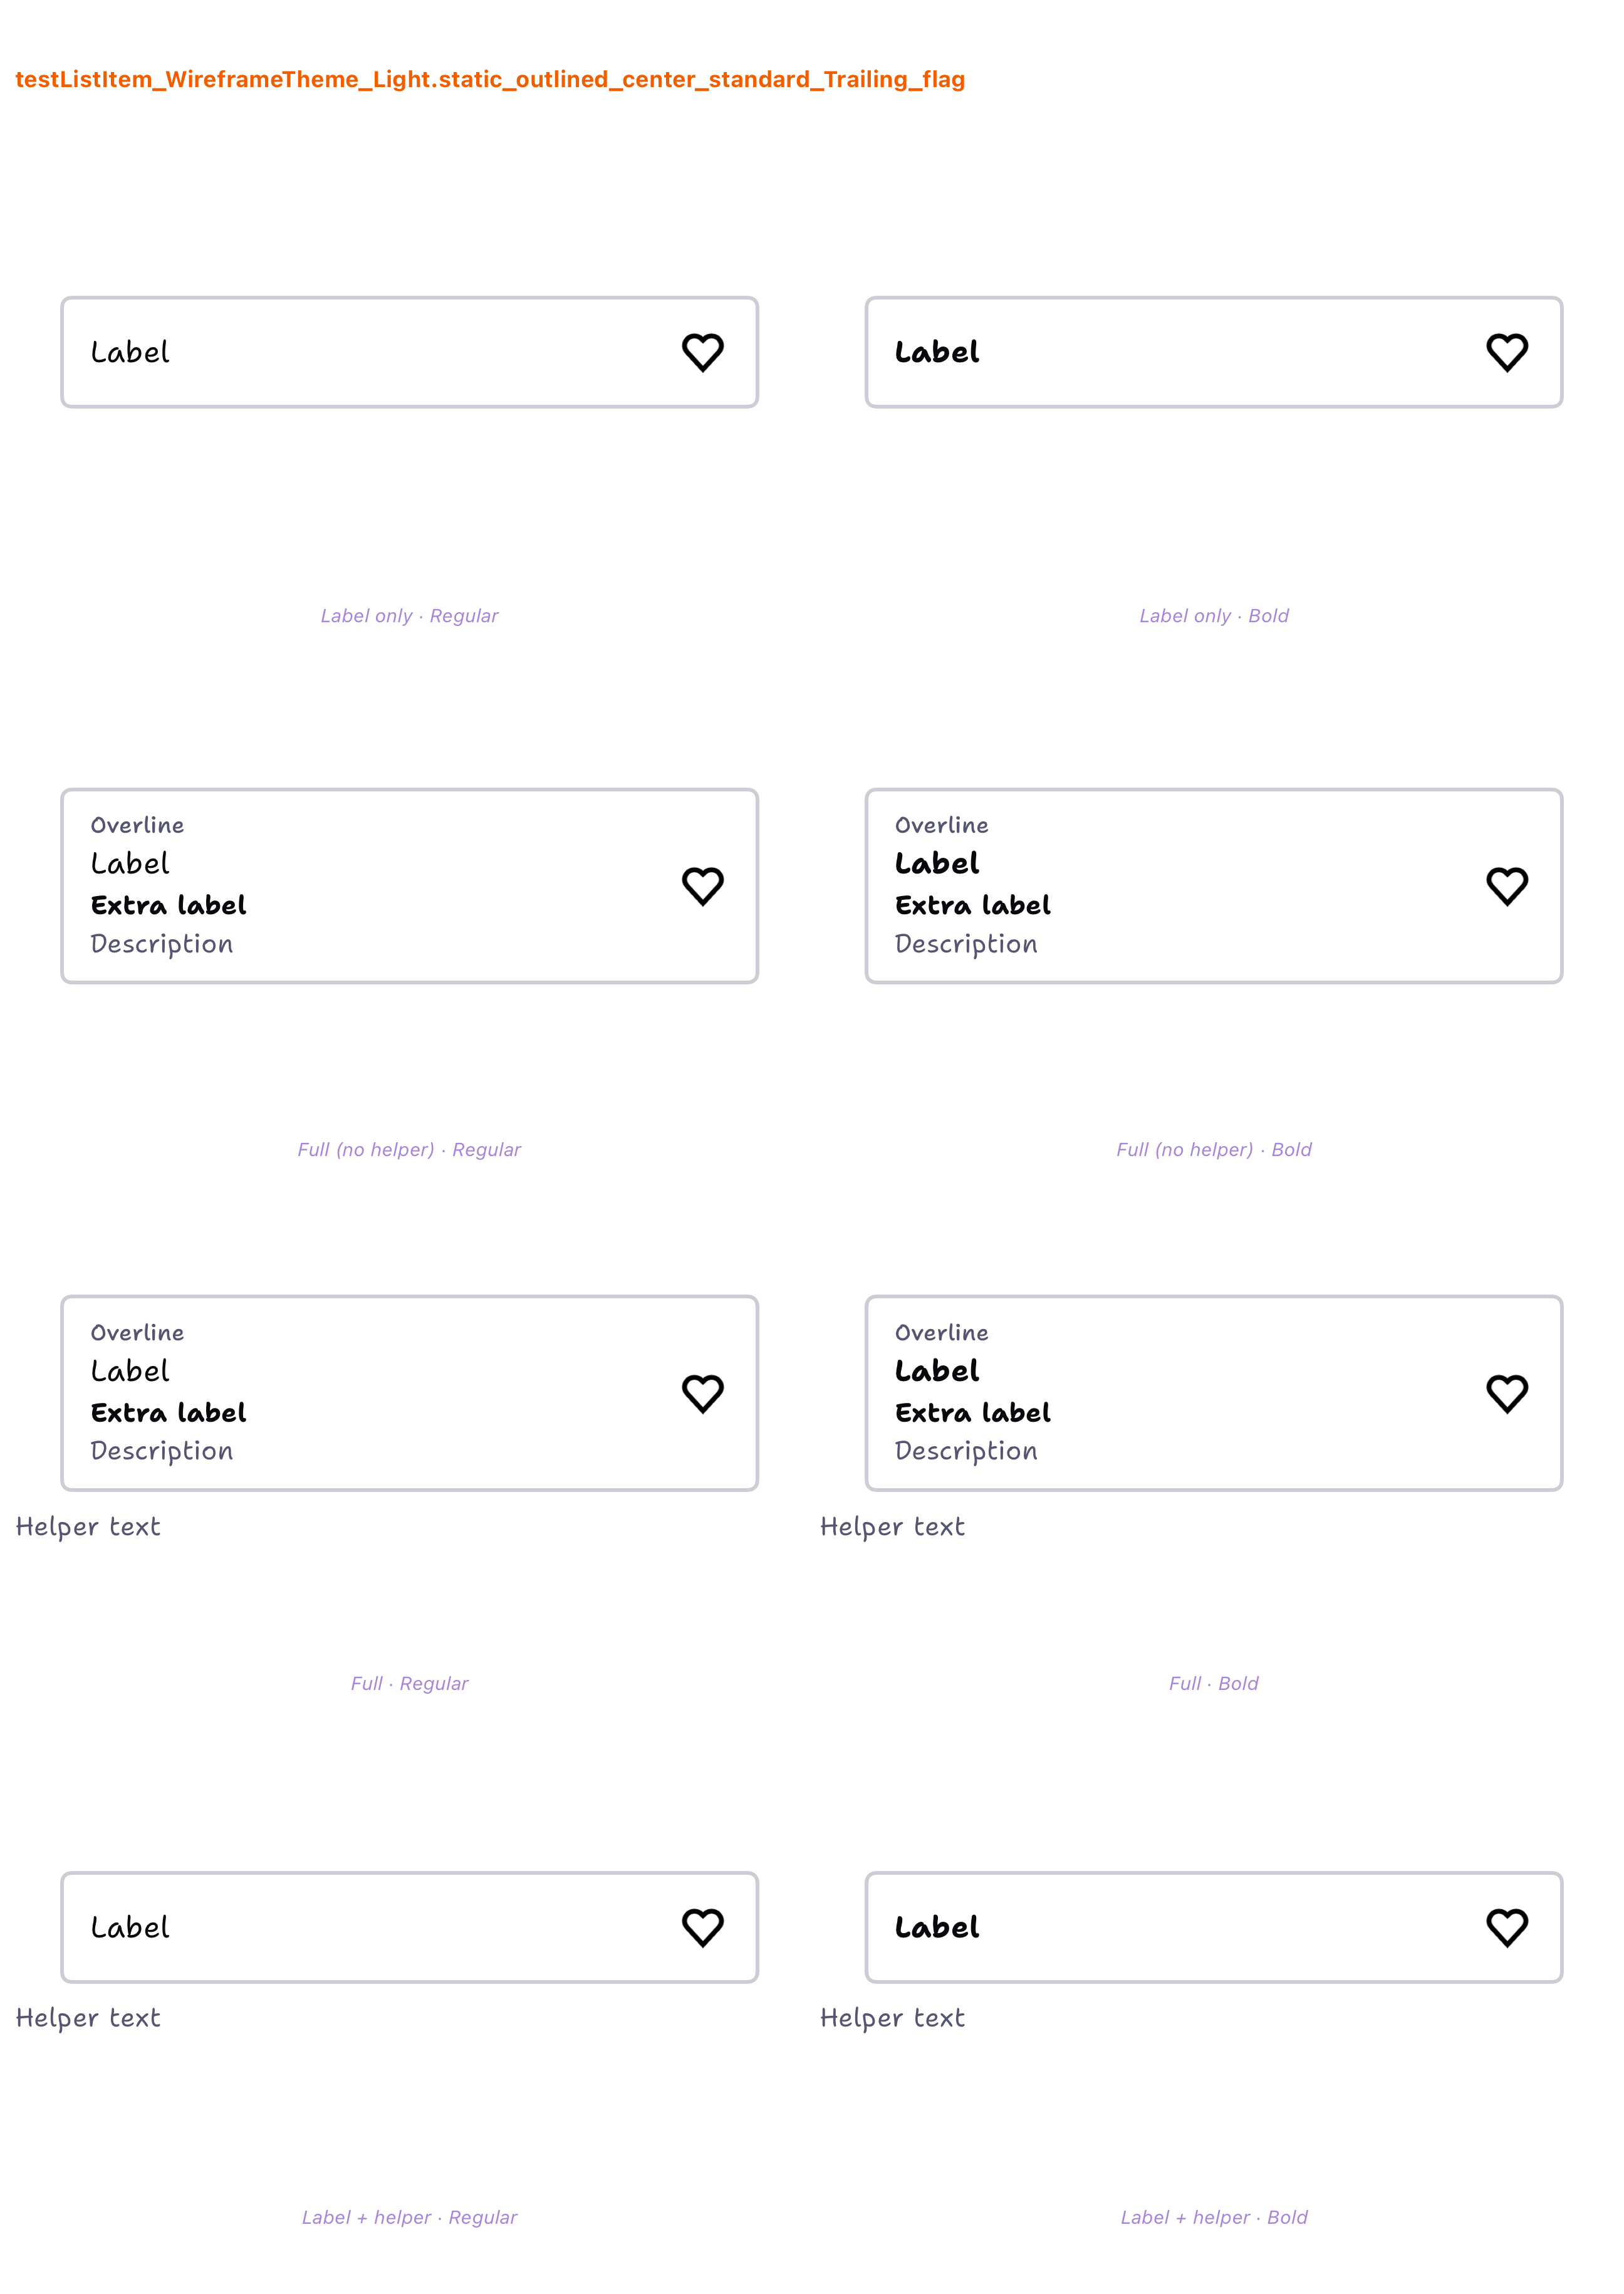 testListItem_WireframeTheme_Light.static_outlined_center_standard_Trailing_flag
Label
Label
Label only · Regular
Label only · Bold
Overline
Label
Extra label
Description
Overline
Label
Extra label
Description
Full (no helper) · Regular
Full (no helper) · Bold
Overline
Label
Extra label
Description
Helper text
Overline
Label
Extra label
Description
Helper text
Full · Regular
Full · Bold
Label
Helper text
Label
Helper text
Label + helper · Regular
Label + helper · Bold